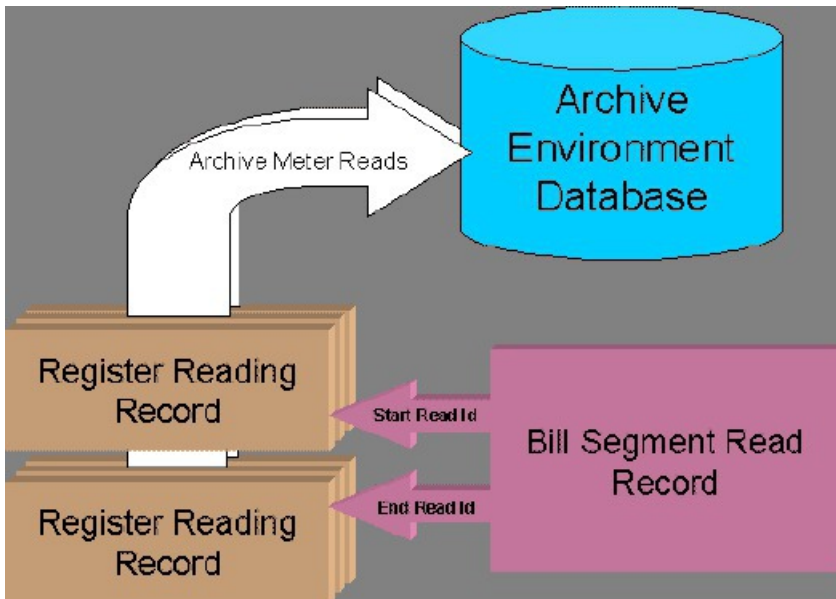 Archive
Environment
Database
Archive Meter Reads
Register Reading
Record
Start Read Id
Bill Segment Read
Record
End Read Id
Register Reading
Record